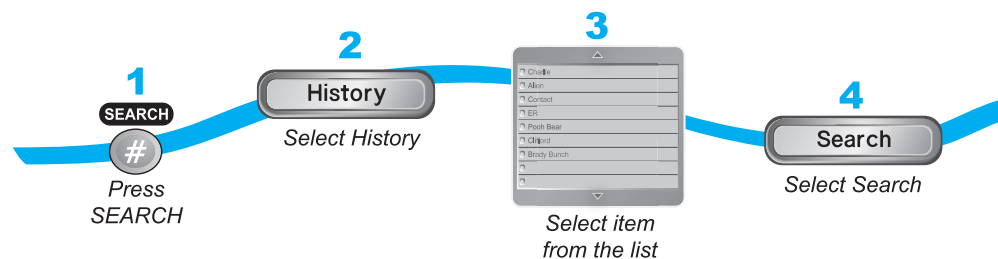 1
SEARCH
#
Press
SEARCH
2
History
Select History
3
Charlie
Alien
Contact
ER
Pooh Bear
Clifford
Brady Bunch
Select item
from the list
4
Search
Select Search